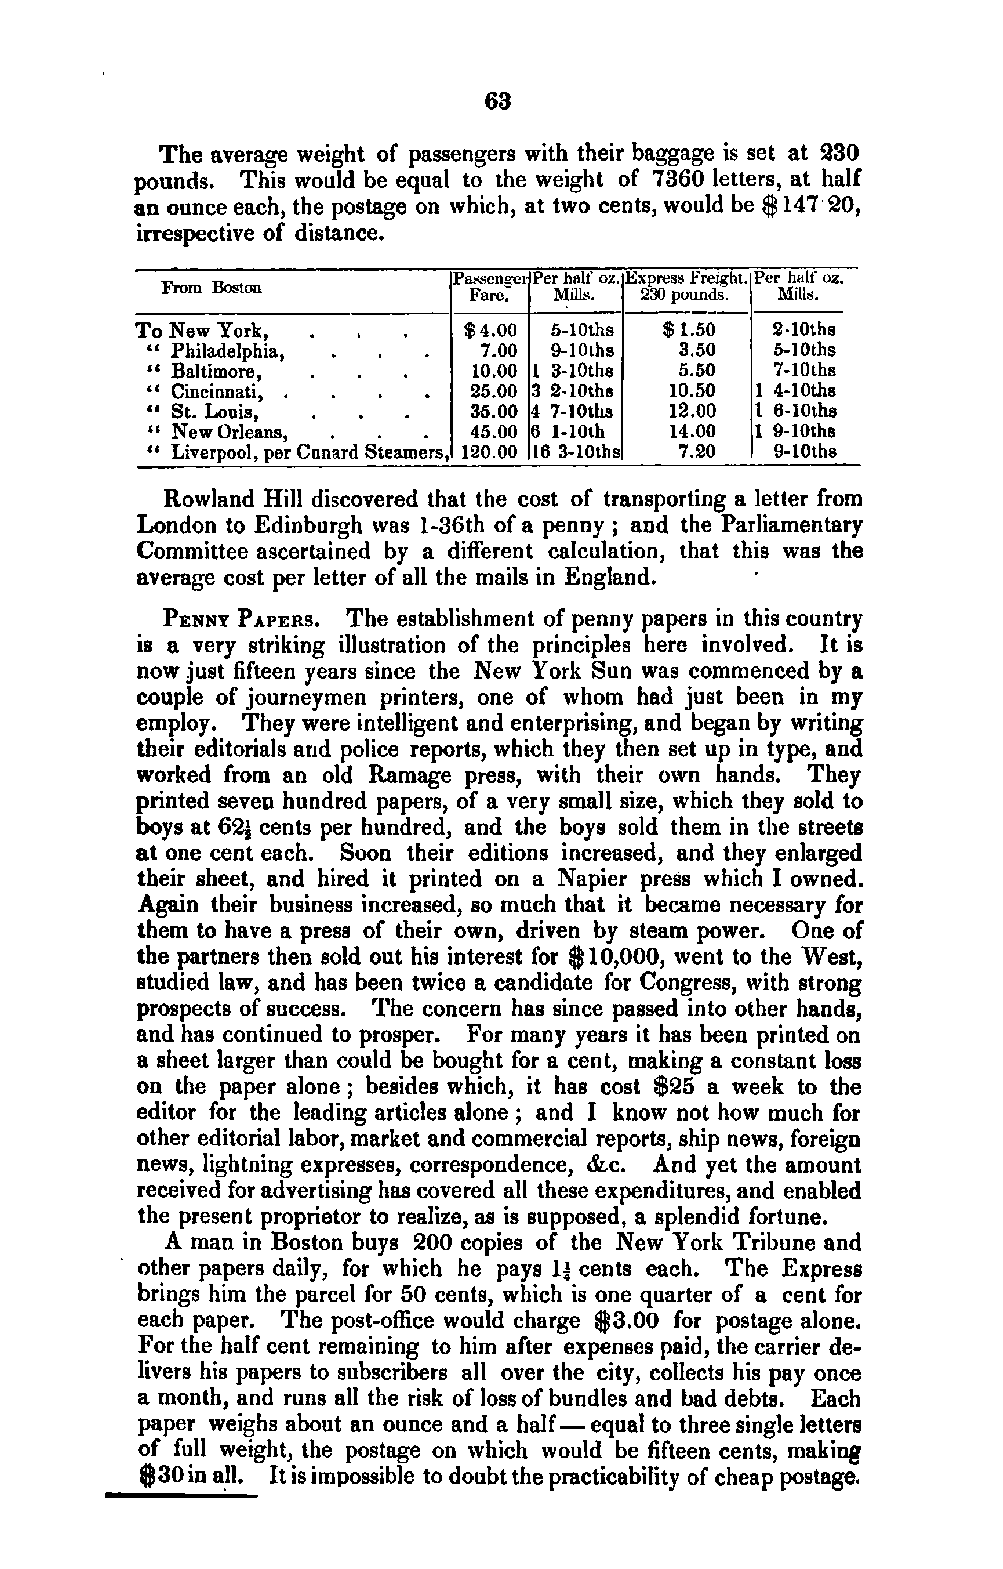 63
The average weight of passengers with their baggage is set at 230
pounds. This would be equal to the weight of 7360 letters, at half
an ounce each, the postage on which, at two cents, would be $147 20,
irrespective of distance.
From Boston | Passenger Fare. | Per half oz. Mills. | Express Freight. 230 pounds. | Per half oz. Mills.
To New York, . . . $4.00 | 5-10ths | $1.50 | 2-10ths
“ Philadelphia, . . . 7.00 | 9-10ths | 3.50 | 5-10ths
“ Baltimore, . . . 10.00 | 1 3-10ths | 5.50 | 7-10ths
“ Cincinnati, . . . . 25.00 | 3 2-10ths | 10.50 | 1 4-10ths
“ St. Louis, . . . 35.00 | 4 7-10ths | 12.00 | 1 6-10ths
“ New Orleans, . . . 45.00 | 6 1-10th | 14.00 | 1 9-10ths
“ Liverpool, per Cunard Steamers, 120.00 | 16 3-10ths | 7.20 | 9-10ths
Rowland Hill discovered that the cost of transporting a letter from
London to Edinburgh was 1-36th of a penny ; and the Parliamentary
Committee ascertained by a different calculation, that this was the
average cost per letter of all the mails in England.
PENNY PAPERS. The establishment of penny papers in this country
is a very striking illustration of the principles here involved. It is
now just fifteen years since the New York Sun was commenced by a
couple of journeymen printers, one of whom had just been in my
employ. They were intelligent and enterprising, and began by writing
their editorials and police reports, which they then set up in type, and
worked from an old Ramage press, with their own hands. They
printed seven hundred papers, of a very small size, which they sold to
boys at 62½ cents per hundred, and the boys sold them in the streets
at one cent each. Soon their editions increased, and they enlarged
their sheet, and hired it printed on a Napier press which I owned.
Again their business increased, so much that it became necessary for
them to have a press of their own, driven by steam power. One of
the partners then sold out his interest for $10,000, went to the West,
studied law, and has been twice a candidate for Congress, with strong
prospects of success. The concern has since passed into other hands,
and has continued to prosper. For many years it has been printed on
a sheet larger than could be bought for a cent, making a constant loss
on the paper alone ; besides which, it has cost $25 a week to the
editor for the leading articles alone ; and I know not how much for
other editorial labor, market and commercial reports, ship news, foreign
news, lightning expresses, correspondence, &c. And yet the amount
received for advertising has covered all these expenditures, and enabled
the present proprietor to realize, as is supposed, a splendid fortune.
A man in Boston buys 200 copies of the New York Tribune and
other papers daily, for which he pays 1¼ cents each. The Express
brings him the parcel for 50 cents, which is one quarter of a cent for
each paper. The post-office would charge $3.00 for postage alone.
For the half cent remaining to him after expenses paid, the carrier de-
livers his papers to subscribers all over the city, collects his pay once
a month, and runs all the risk of loss of bundles and bad debts. Each
paper weighs about an ounce and a half — equal to three single letters
of full weight, the postage on which would be fifteen cents, making
$30 in all. It is impossible to doubt the practicability of cheap postage.